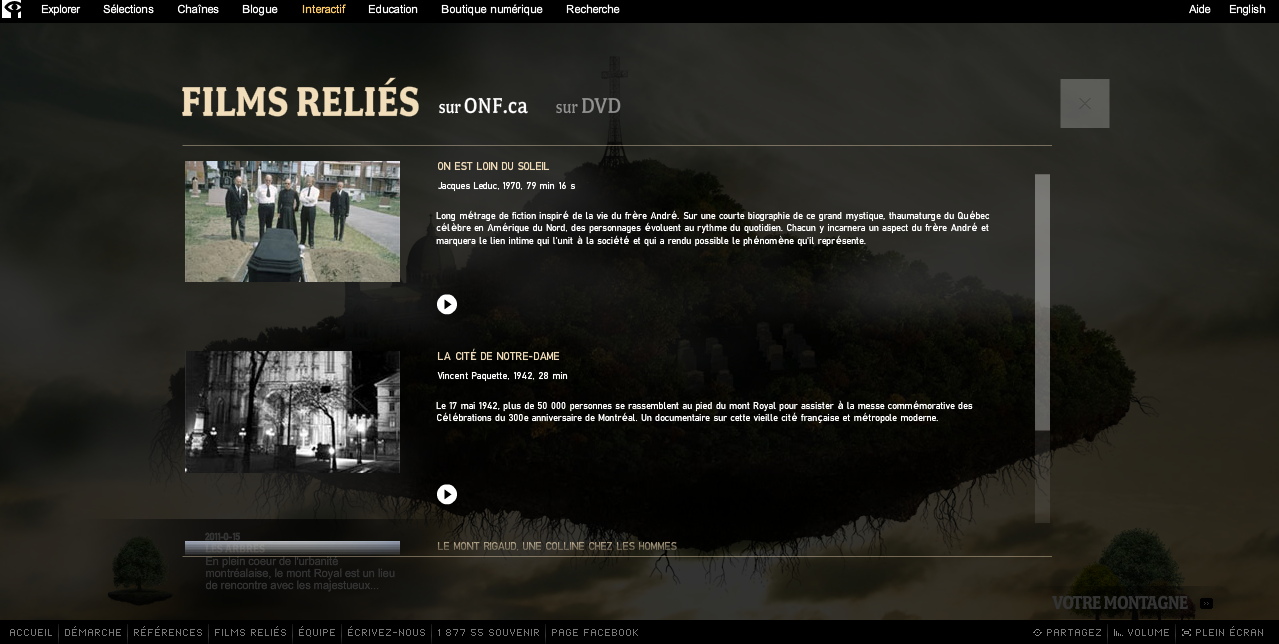 Explorer Sélections Chaînes Blogue Interactif Education Boutique numérique Recherche Aide English
FILMS RELIÉS sur ONF.ca sur DVD
ON EST LOIN DU SOLEIL
Jacques Leduc, 1970, 79 min 16 s
Long métrage de fiction inspiré de la vie du frère André. Sur une courte biographie de ce grand mystique, thaumaturge du Québec
célèbre en Amérique du Nord, des personnages évoluent au rythme du quotidien. Chacun y incarnera un aspect du frère André et
marquera le lien intime qui l'unit à la société et qui a rendu possible le phénomène qu'il représente.
LA CITÉ DE NOTRE-DAME
Vincent Paquette, 1942, 28 min
Le 17 mai 1942, plus de 50 000 personnes se rassemblent au pied du mont Royal pour assister à la messe commémorative des
Célébrations du 300e anniversaire de Montréal. Un documentaire sur cette vieille cité française et métropole moderne.
LE MONT RIGAUD, UNE COLLINE CHEZ LES HOMMES
2011-0-15
LES ARBRES
En plein coeur de l'urbanité
montréalaise, le mont Royal est un lieu
de rencontre avec les majestueux...
VOTRE MONTAGNE
ACCUEIL DÉMARCHE RÉFÉRENCES FILMS RELIÉS ÉQUIPE ÉCRIVEZ-NOUS 1 877 55 SOUVENIR PAGE FACEBOOK PARTAGEZ VOLUME PLEIN ÉCRAN